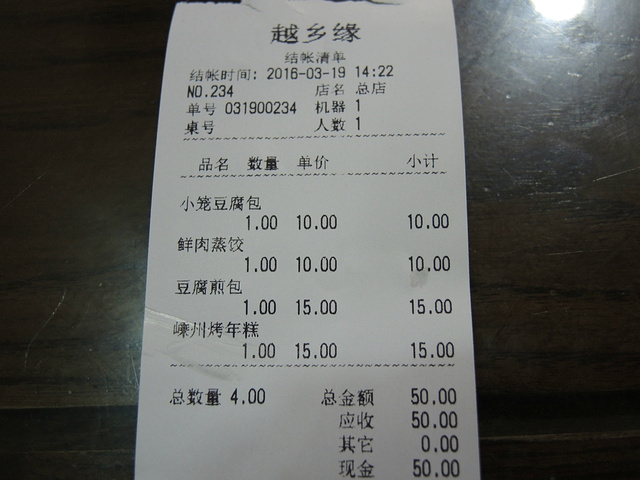 越乡缘
结帐清单
结帐时间: 2016-03-19 14:22
NO.234 店名 总店
单号 031900234 机器 1
桌号 人数 1
品名 数量 单价 小计
小笼豆腐包
1.00 10.00 10.00
鲜肉蒸饺
1.00 10.00 10.00
豆腐煎包
1.00 15.00 15.00
嵊州烤年糕
1.00 15.00 15.00
总数量 4.00 总金额 50.00
应收 50.00
其它 0.00
现金 50.00